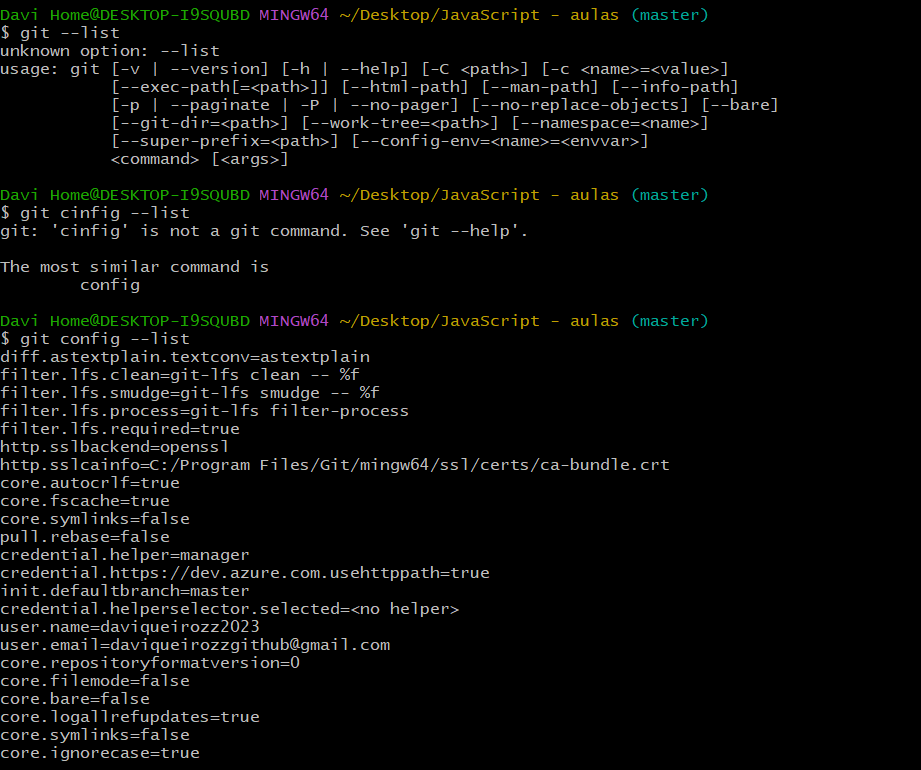 Davi Home@DESKTOP-I9SQUBD MINGW64 ~/Desktop/JavaScript - aulas (master)
$ git --list
unknown option: --list
usage: git [-v | --version] [-h | --help] [-C <path>] [-c <name>=<value>]
           [--exec-path[=<path>]] [--html-path] [--man-path] [--info-path]
           [-p | --paginate | -P | --no-pager] [--no-replace-objects] [--bare]
           [--git-dir=<path>] [--work-tree=<path>] [--namespace=<name>]
           [--super-prefix=<path>] [--config-env=<name>=<envvar>]
           <command> [<args>]

Davi Home@DESKTOP-I9SQUBD MINGW64 ~/Desktop/JavaScript - aulas (master)
$ git cinfig --list
git: 'cinfig' is not a git command. See 'git --help'.

The most similar command is
        config

Davi Home@DESKTOP-I9SQUBD MINGW64 ~/Desktop/JavaScript - aulas (master)
$ git config --list
diff.astextplain.textconv=astextplain
filter.lfs.clean=git-lfs clean -- %f
filter.lfs.smudge=git-lfs smudge -- %f
filter.lfs.process=git-lfs filter-process
filter.lfs.required=true
http.sslbackend=openssl
http.sslcainfo=C:/Program Files/Git/mingw64/ssl/certs/ca-bundle.crt
core.autocrlf=true
core.fscache=true
core.symlinks=false
pull.rebase=false
credential.helper=manager
credential.https://dev.azure.com.usehttppath=true
init.defaultbranch=master
credential.helperselector.selected=<no helper>
user.name=daviqueirozz2023
user.email=daviqueirozzgithub@gmail.com
core.repositoryformatversion=0
core.filemode=false
core.bare=false
core.logallrefupdates=true
core.symlinks=false
core.ignorecase=true